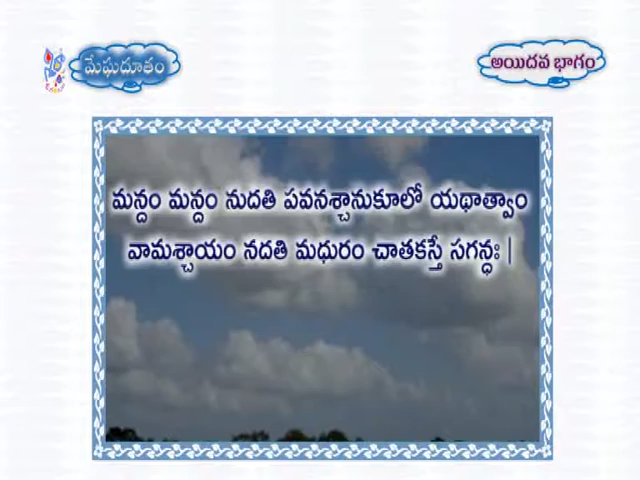 మేఘదూతం
అయిదవ భాగం
మన్దం మన్దం నుదతి పవనశ్చానుకూలో యథాత్వాం
వామశ్చాయం నదతి మధురం చాతకస్తే సగన్ధః |